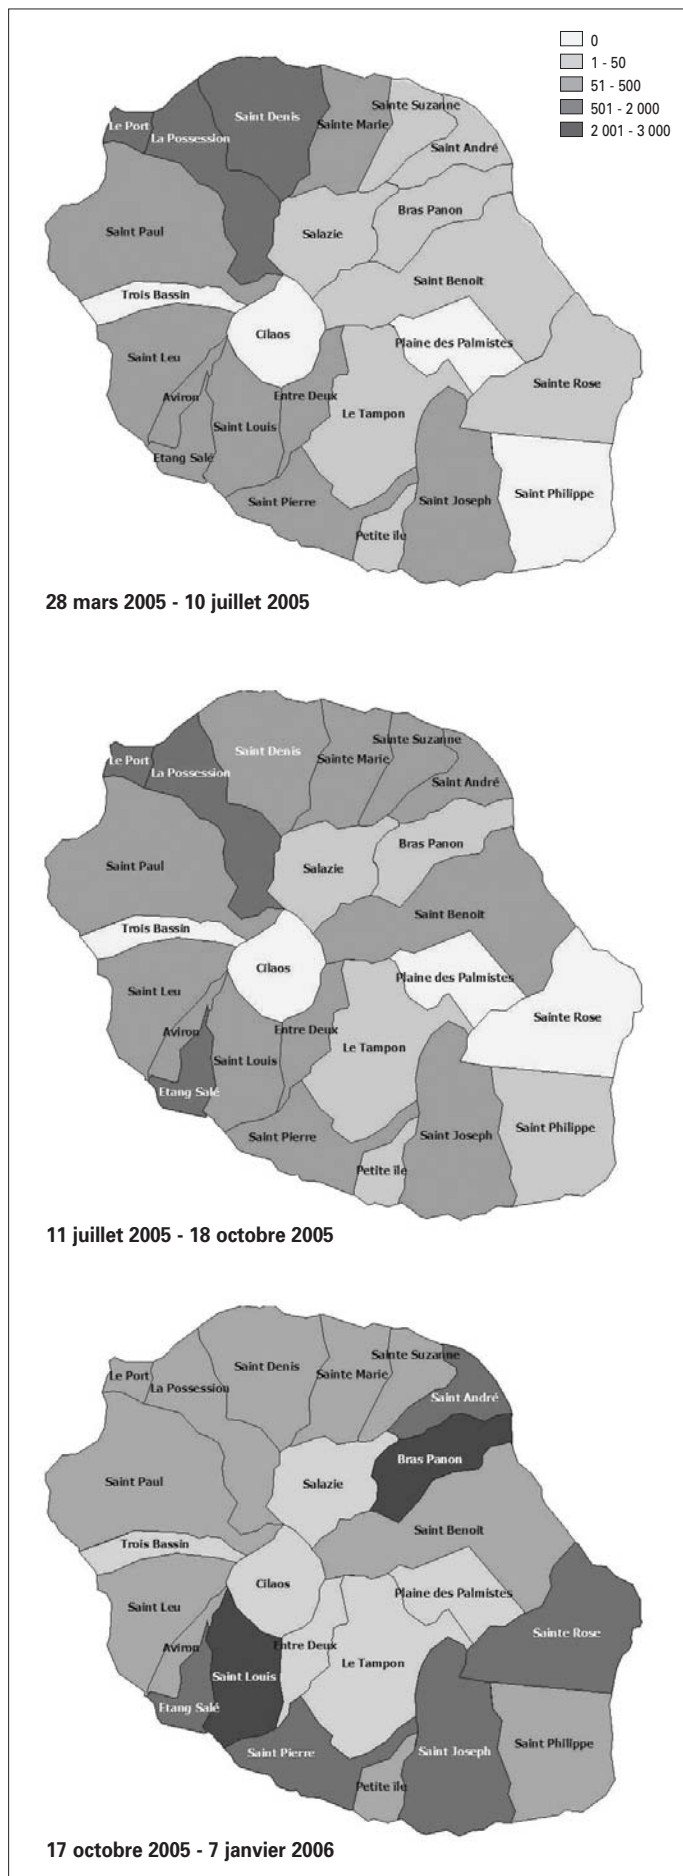 0
1 - 50
51 - 500
501 - 2 000
2 001 - 3 000
Sainte Suzanne
Saint Denis
Le Port
Sainte Marie
La Possession
Saint André
Bras Panon
Saint Paul
Salazie
Saint Benoit
Trois Bassin
Cilaos
Plaine des Palmistes
Saint Leu
Sainte Rose
Aviron
Entre Deux
Le Tampon
Saint Louis
Etang Salé
Saint Philippe
Saint Pierre
Saint Joseph
Petite île
28 mars 2005 - 10 juillet 2005
Sainte Suzanne
Saint Denis
Le Port
Sainte Marie
La Possession
Saint André
Bras Panon
Saint Paul
Salazie
Saint Benoit
Trois Bassin
Cilaos
Plaine des Palmistes
Saint Leu
Sainte Rose
Aviron
Entre Deux
Le Tampon
Saint Louis
Etang Salé
Saint Philippe
Saint Pierre
Saint Joseph
Petite île
11 juillet 2005 - 18 octobre 2005
Sainte Suzanne
Saint Denis
Le Port
Sainte Marie
La Possession
Saint André
Bras Panon
Saint Paul
Salazie
Saint Benoit
Trois Bassin
Cilaos
Plaine des Palmistes
Saint Leu
Sainte Rose
Aviron
Entre Deux
Le Tampon
Saint Louis
Etang Salé
Saint Philippe
Saint Pierre
Saint Joseph
Petite île
17 octobre 2005 - 7 janvier 2006